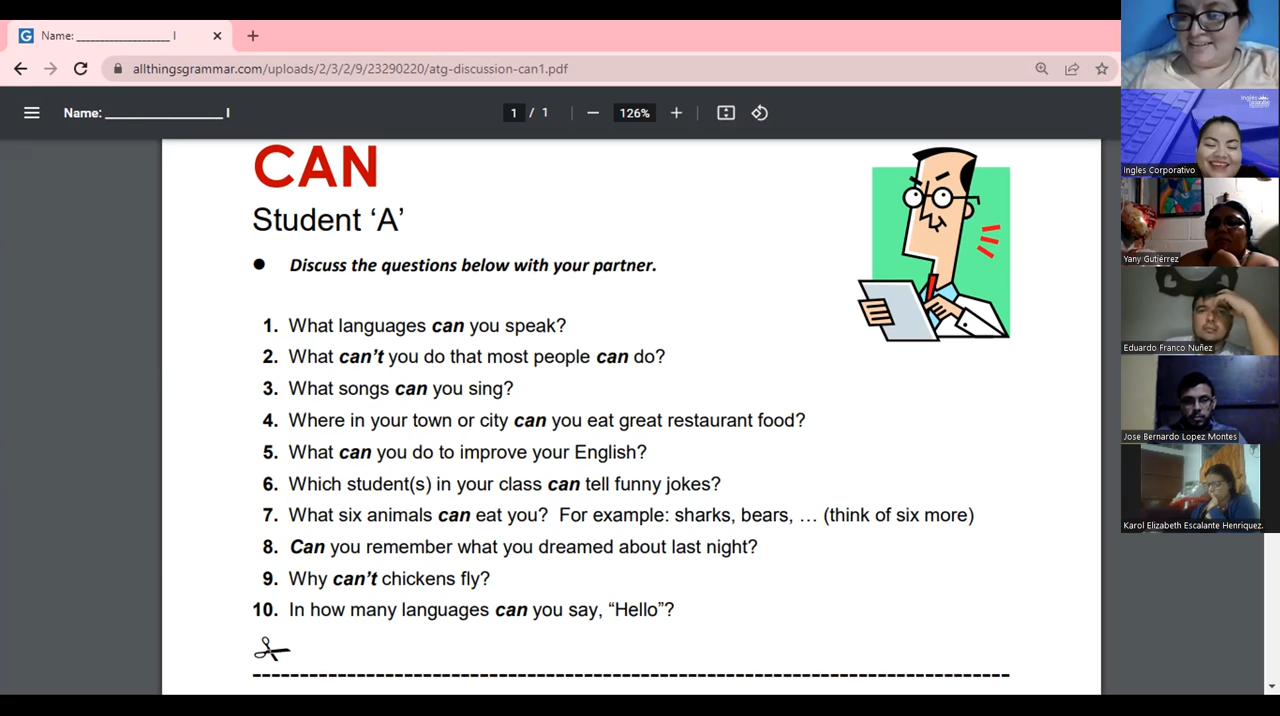 Name: ___________________ I
allthingsgrammar.com/uploads/2/3/2/9/23290220/atg-discussion-can1.pdf
Name: ________________ I
1 / 1
126%
CAN
Student ‘A’
● Discuss the questions below with your partner.
1. What languages can you speak?
2. What can’t you do that most people can do?
3. What songs can you sing?
4. Where in your town or city can you eat great restaurant food?
5. What can you do to improve your English?
6. Which student(s) in your class can tell funny jokes?
7. What six animals can eat you? For example: sharks, bears, … (think of six more)
8. Can you remember what you dreamed about last night?
9. Why can’t chickens fly?
10. In how many languages can you say, “Hello”?
Ingles Corporativo
Yany Gutiérrez
Eduardo Franco Nuñez
Jose Bernardo Lopez Montes
Karol Elizabeth Escalante Henriquez.